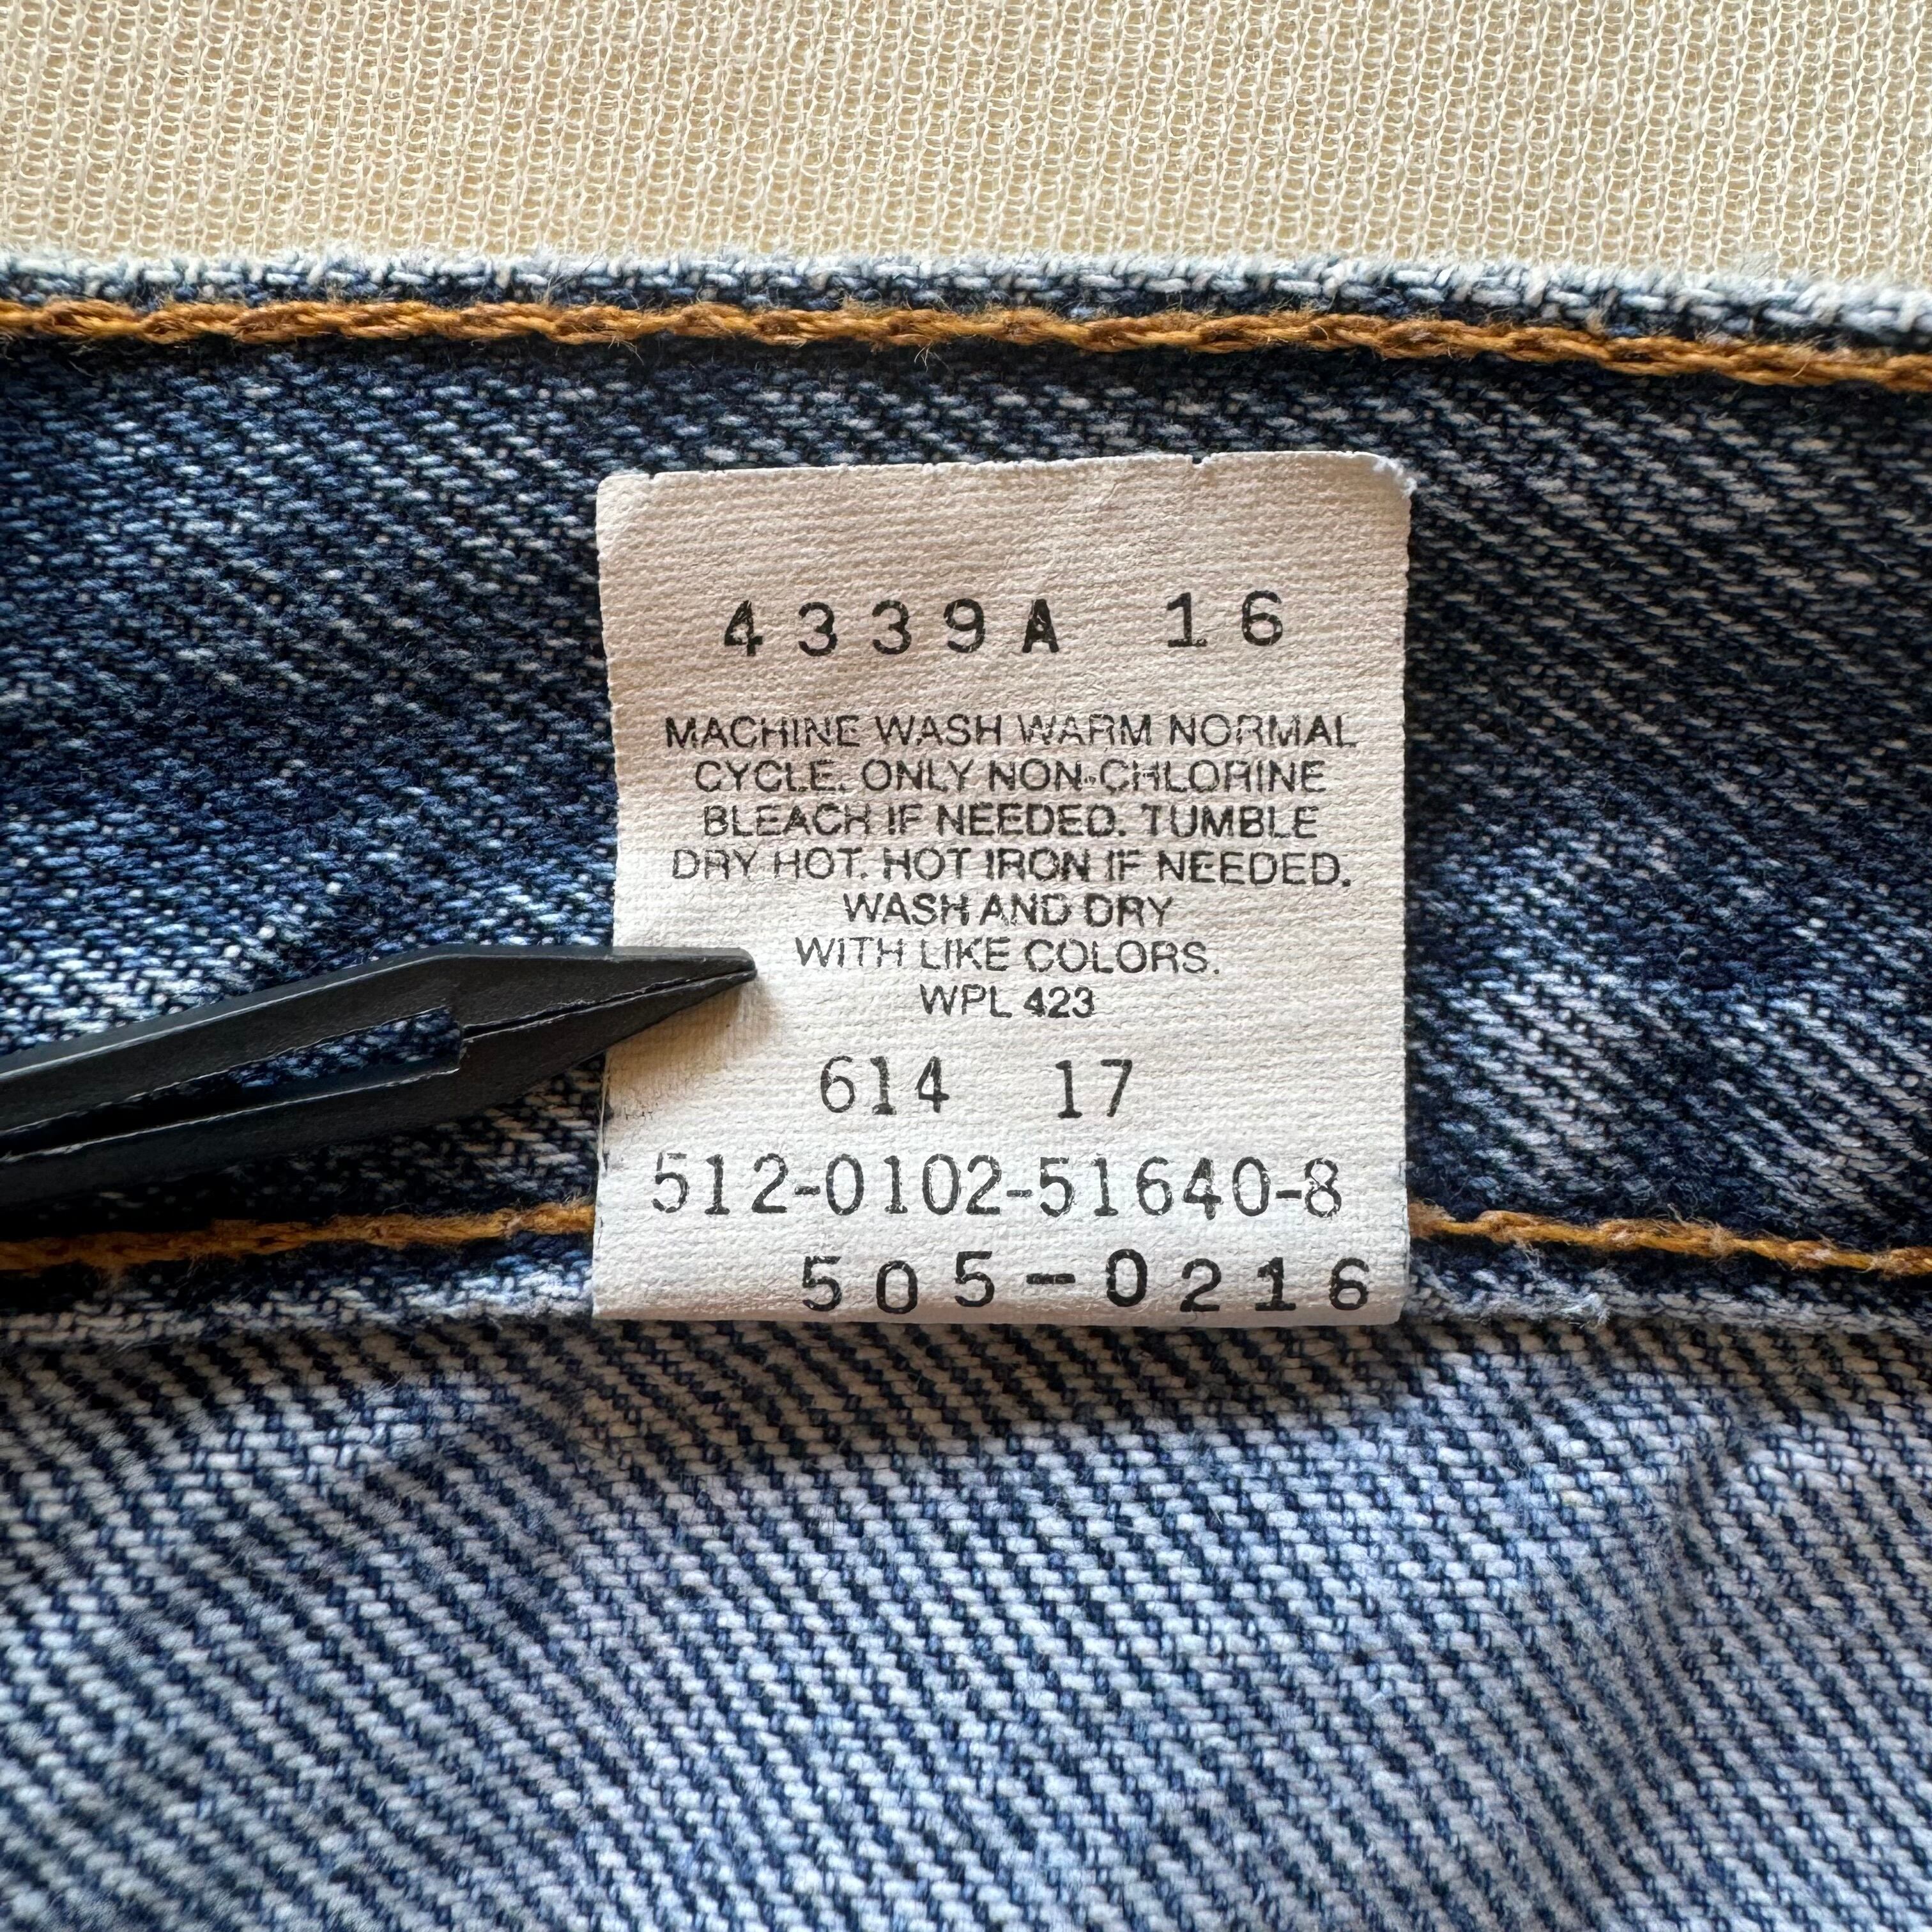 4339A 16
MACHINE WASH WARM NORMAL
CYCLE. ONLY NON-CHLORINE
BLEACH IF NEEDED. TUMBLE
DRY HOT. HOT IRON IF NEEDED.
WASH AND DRY
WITH LIKE COLORS.
WPL 423
614 17
512-0102-51640-8
505-0216